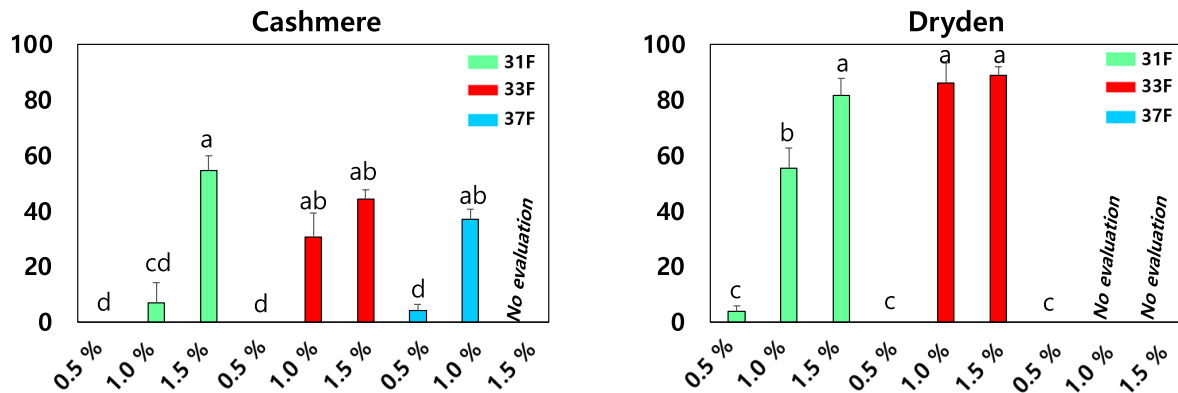 Cashmere
100
80
60
40
20
0
31F
33F
37F
d
cd
a
d
ab
ab
d
ab
No evaluation
0.5 %
1.0 %
1.5 %
0.5 %
1.0 %
1.5 %
0.5 %
1.0 %
1.5 %
Dryden
100
80
60
40
20
0
31F
33F
37F
c
b
a
c
a
a
c
No evaluation
No evaluation
0.5 %
1.0 %
1.5 %
0.5 %
1.0 %
1.5 %
0.5 %
1.0 %
1.5 %